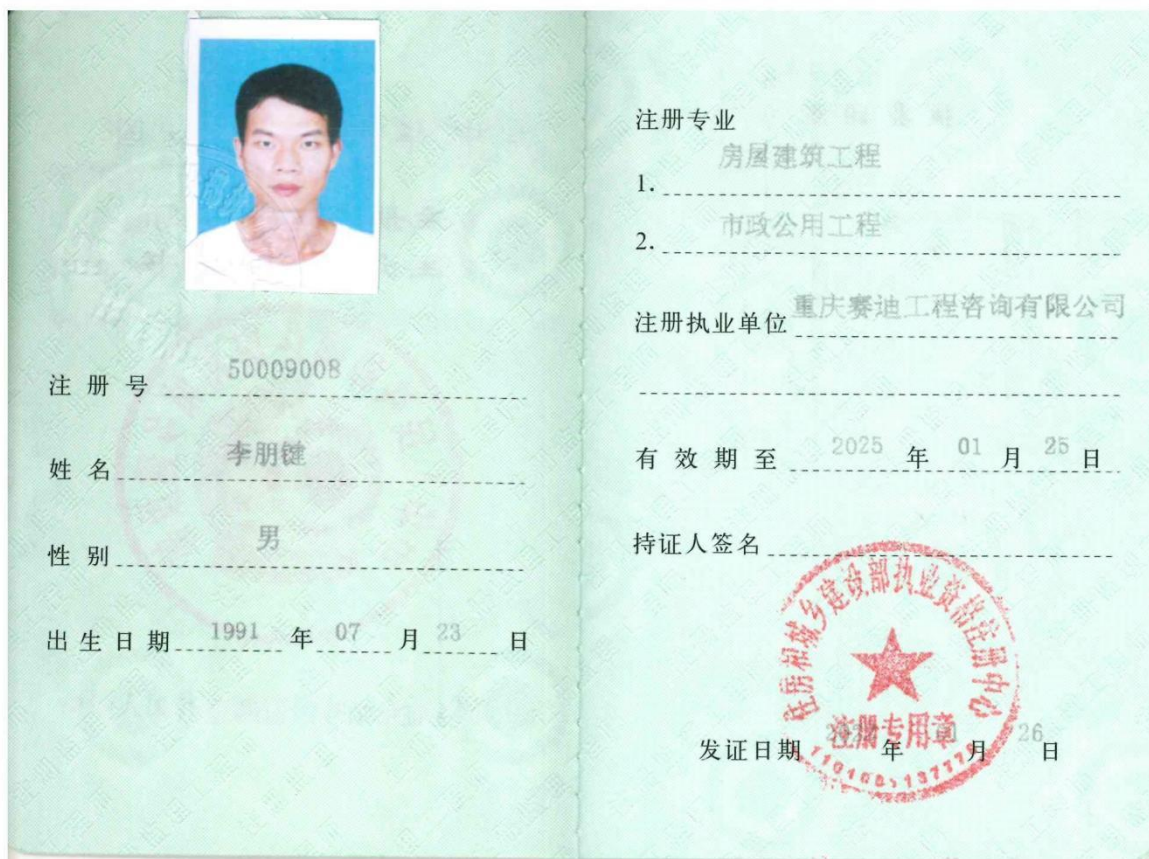 注册号 50009008
姓名 李朋键
性别 男
出生日期 1991 年 07 月 23 日
注册专业
1. 房屋建筑工程
2. 市政公用工程
注册执业单位 重庆赛迪工程咨询有限公司
有效期至 2025 年 01 月 25 日
持证人签名
住房和城乡建设部执业资格注册中心
注册专用章
发证日期 2022 年 01 月 26 日